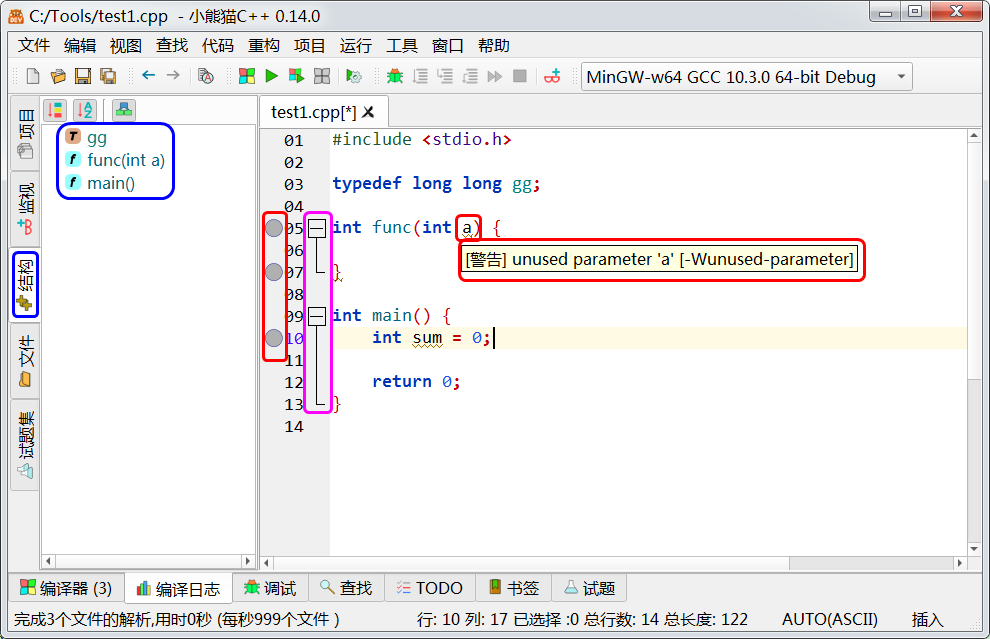 C:/Tools/test1.cpp - 小熊猫C++ 0.14.0
文件 编辑 视图 查找 代码 重构 项目 运行 工具 窗口 帮助
MinGW-w64 GCC 10.3.0 64-bit Debug
项目
监视
结构
文件
试题集
gg
func(int a)
main()
test1.cpp[*]
01 #include <stdio.h>
02
03 typedef long long gg;
04
05 int func(int a) {
06
[警告] unused parameter 'a' [-Wunused-parameter]
07 }
08
09 int main() {
10 int sum = 0;
11
12 return 0;
13 }
14
编译器 (3) 编译日志 调试 查找 TODO 书签 试题
完成3个文件的解析,用时0秒 (每秒999个文件 ) 行: 10 列: 17 已选择 :0 总行数: 14 总长度: 122 AUTO(ASCII) 插入